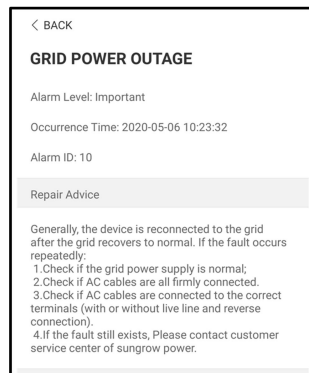 < BACK
GRID POWER OUTAGE
Alarm Level: Important
Occurrence Time: 2020-05-06 10:23:32
Alarm ID: 10
Repair Advice
Generally, the device is reconnected to the grid
after the grid recovers to normal. If the fault occurs
repeatedly:
1.Check if the grid power supply is normal;
2.Check if AC cables are all firmly connected.
3.Check if AC cables are connected to the correct
terminals (with or without live line and reverse
connection).
4.If the fault still exists, Please contact customer
service center of sungrow power.